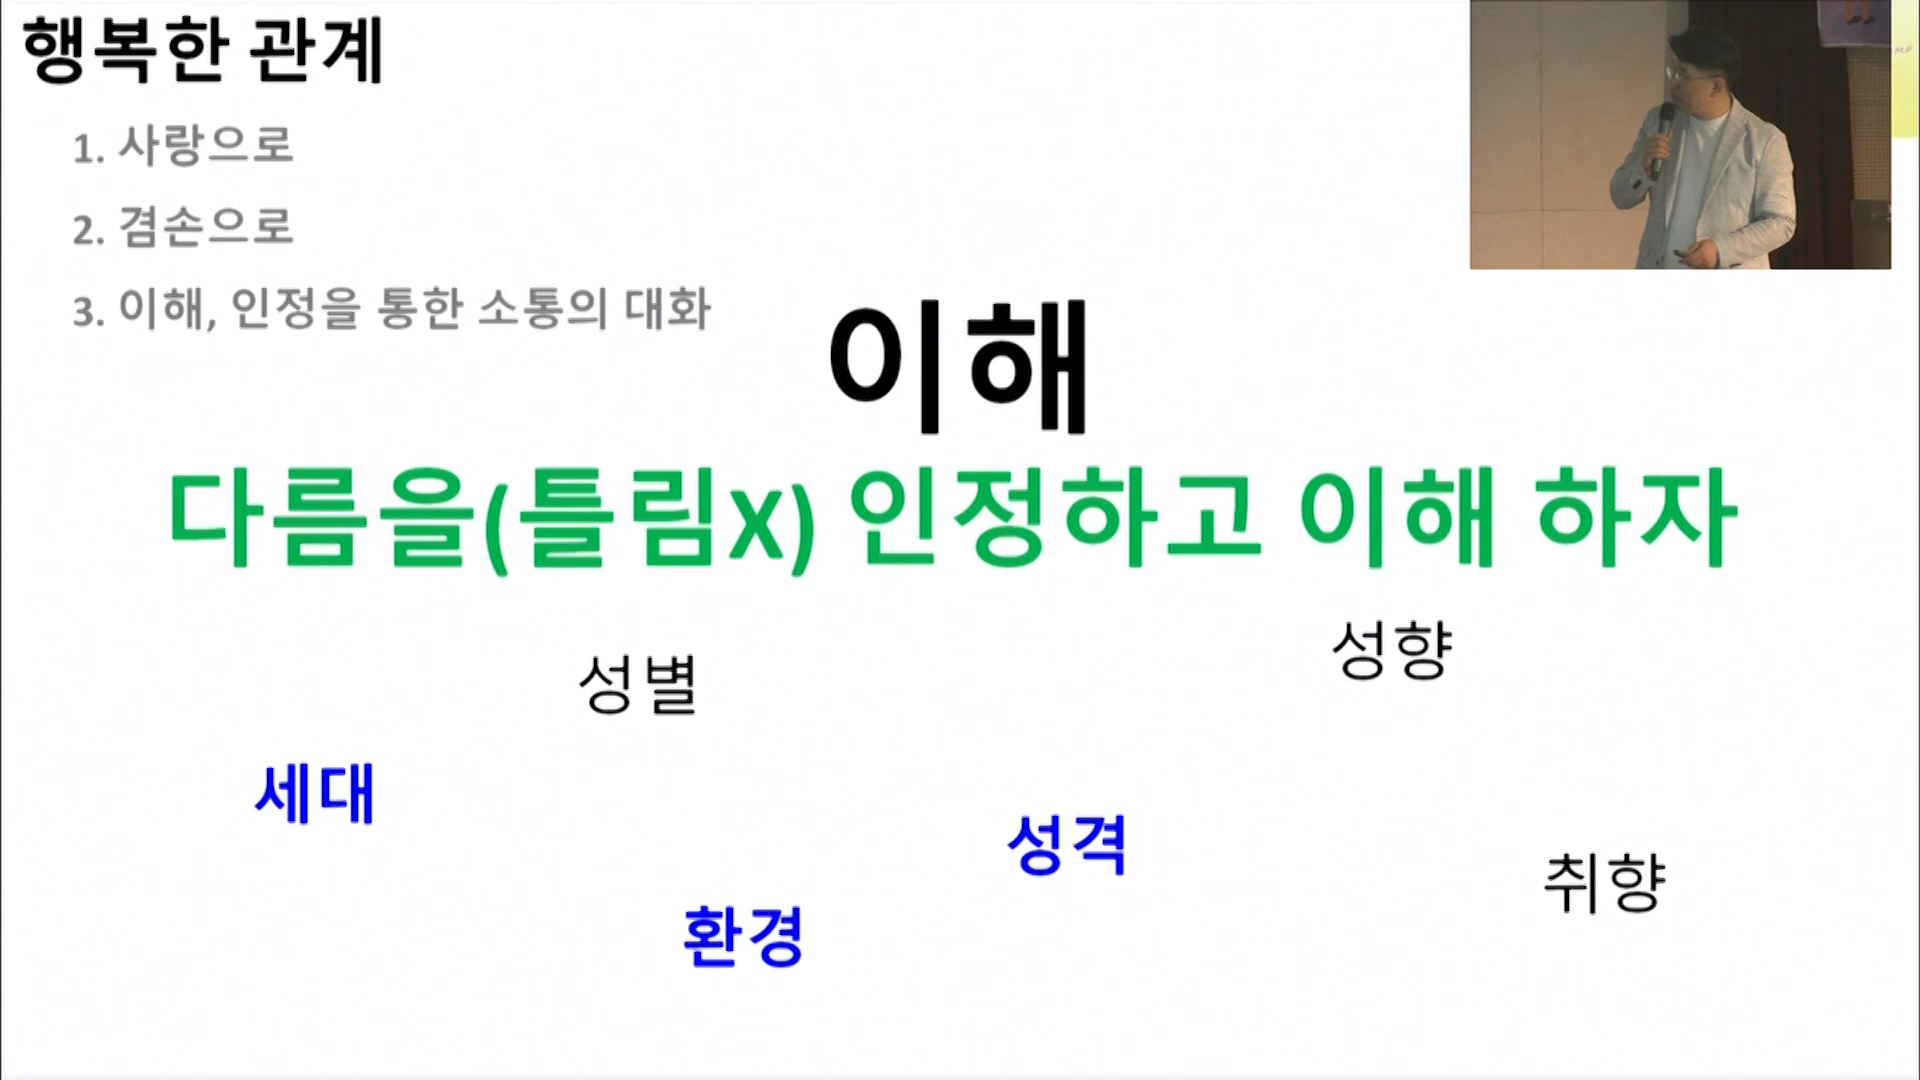 행복한 관계
1. 사랑으로
2. 겸손으로
3. 이해, 인정을 통한 소통의 대화
이해
다름을(틀림X) 인정하고 이해 하자
성별
성향
세대
성격
취향
환경